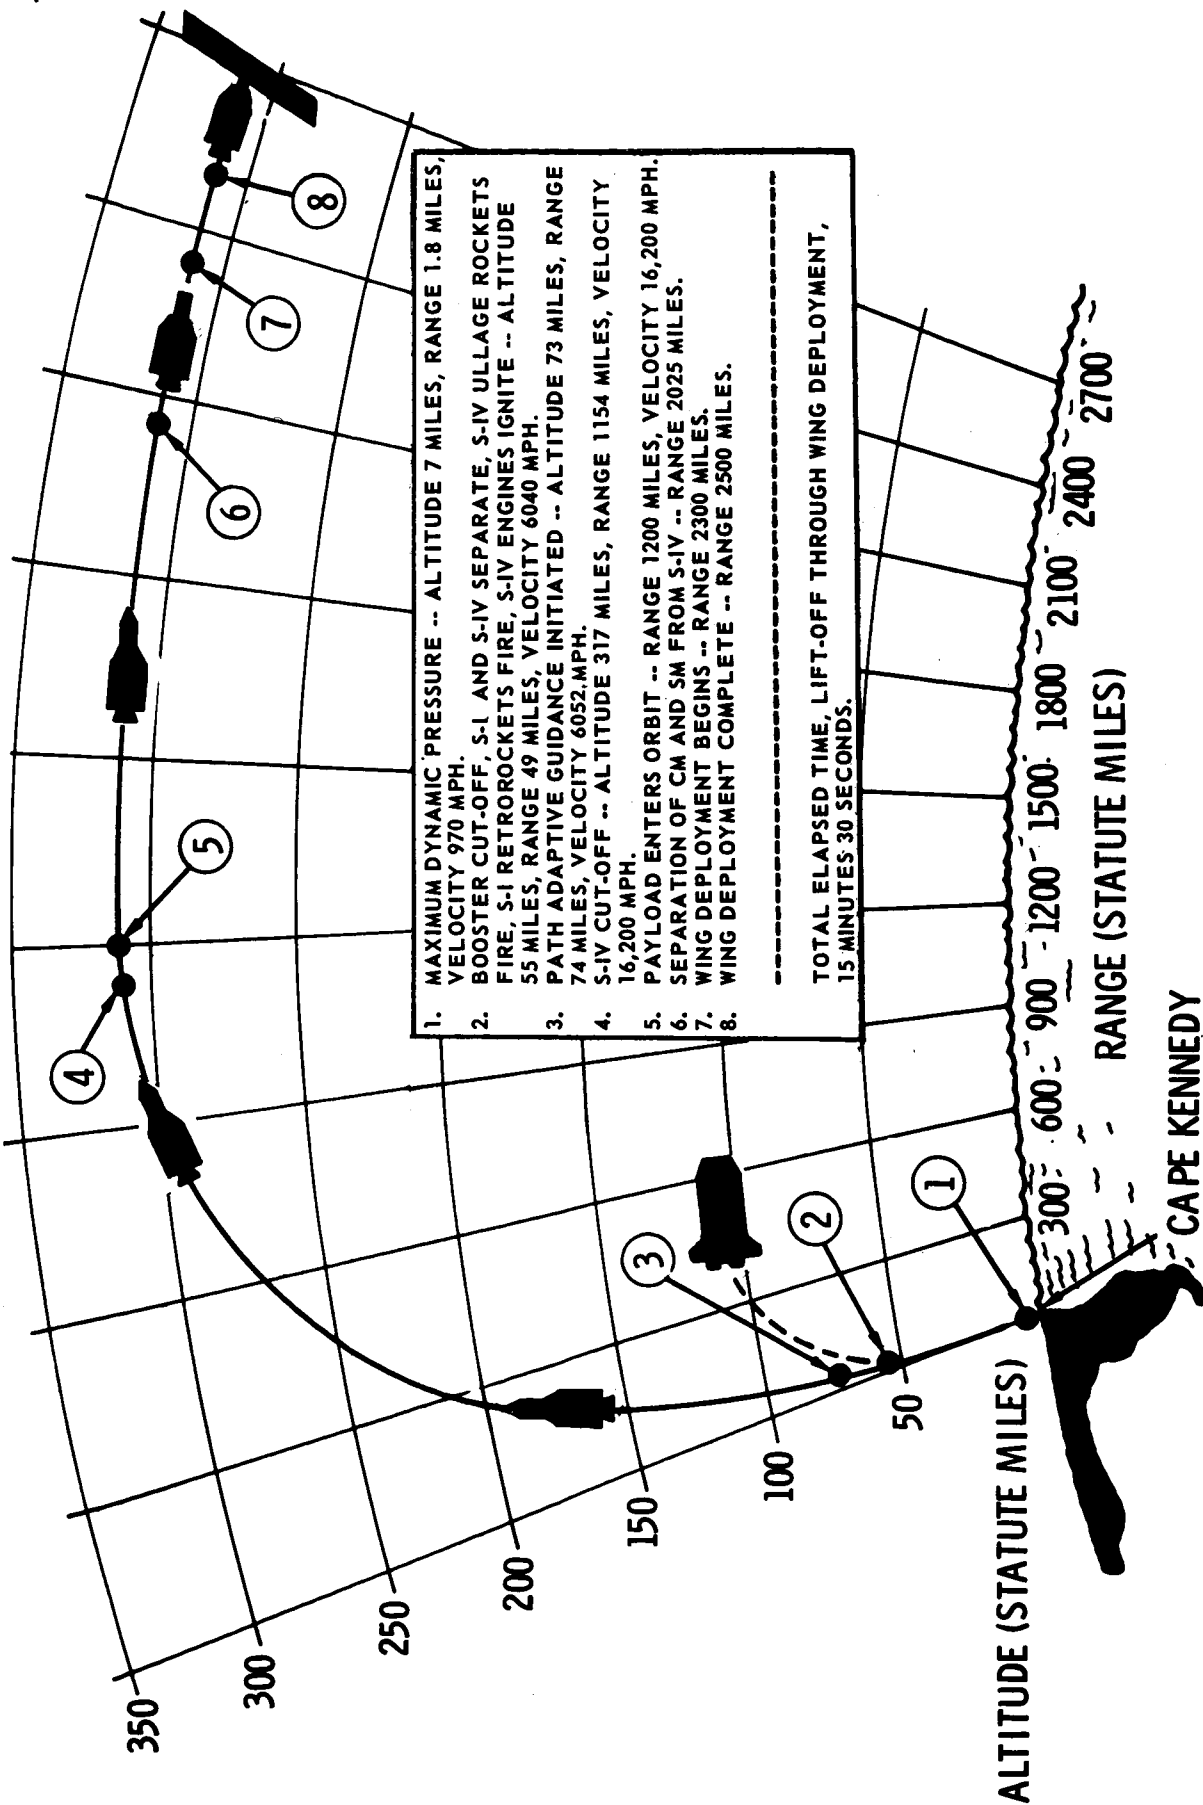 350
300
250
200
150
100
50
ALTITUDE (STATUTE MILES)
4
5
6
7
8
3
2
1
1. MAXIMUM DYNAMIC PRESSURE -- ALTITUDE 7 MILES, RANGE 1.8 MILES,
VELOCITY 970 MPH.
2. BOOSTER CUT-OFF, S-I AND S-IV SEPARATE, S-IV ULLAGE ROCKETS
FIRE, S-I RETROROCKETS FIRE, S-IV ENGINES IGNITE -- ALTITUDE
55 MILES, RANGE 49 MILES, VELOCITY 6040 MPH.
3. PATH ADAPTIVE GUIDANCE INITIATED -- ALTITUDE 73 MILES, RANGE
74 MILES, VELOCITY 6052 MPH.
4. S-IV CUT-OFF -- ALTITUDE 317 MILES, RANGE 1154 MILES, VELOCITY
16,200 MPH.
5. PAYLOAD ENTERS ORBIT -- RANGE 1200 MILES, VELOCITY 16,200 MPH.
6. SEPARATION OF CM AND SM FROM S-IV -- RANGE 2025 MILES.
7. WING DEPLOYMENT BEGINS -- RANGE 2300 MILES.
8. WING DEPLOYMENT COMPLETE -- RANGE 2500 MILES.
TOTAL ELAPSED TIME, LIFT-OFF THROUGH WING DEPLOYMENT,
15 MINUTES 30 SECONDS.
300 600 900 1200 1500 1800 2100 2400 2700
RANGE (STATUTE MILES)
CAPE KENNEDY